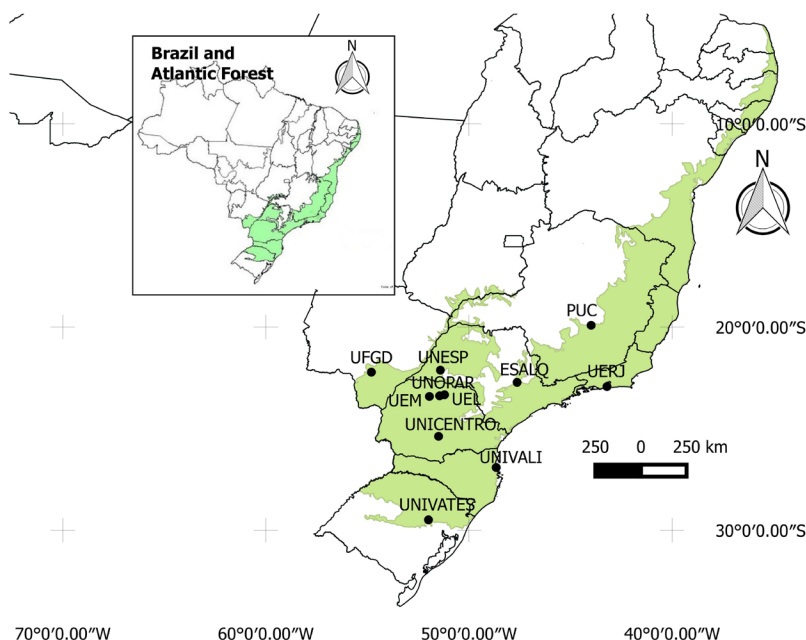 Brazil and
Atlantic Forest
N
N
10°0'0.00"S
PUC
20°0'0.00"S
UFGD
UNESP
ESALQ
UERJ
UNOPAR
UEM
UEL
UNICENTRO
250 0 250 km
UNIVALI
UNIVATES
30°0'0.00"S
70°0'0.00"W 60°0'0.00"W 50°0'0.00"W 40°0'0.00"W